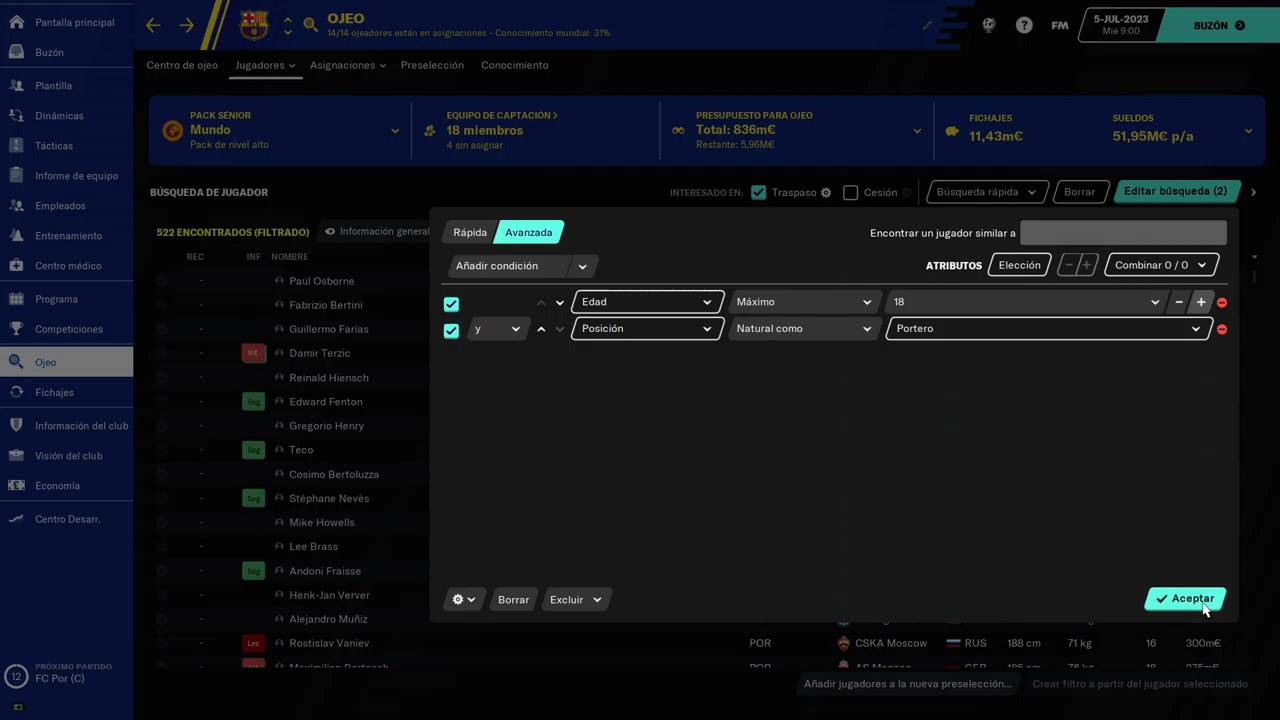 Pantalla principal
Buzón
Plantilla
Dinámicas
Tácticas
Informe de equipo
Empleados
Entrenamiento
Centro médico
Programa
Competiciones
Ojeo
Fichajes
Información del club
Visión del club
Economía
Centro Desarr.
PRÓXIMO PARTIDO
12 FC Por (C)
OJEO
14/14 ojeadores están en asignaciones - Conocimiento mundial: 31%
? FM
5-JUL-2023
Mié 9:00
BUZÓN
Centro de ojeo Jugadores Asignaciones Preselección Conocimiento
PACK SÉNIOR
Mundo
Pack de nivel alto
EQUIPO DE CAPTACIÓN >
18 miembros
4 sin asignar
PRESUPUESTO PARA OJEO
Total: 836m€
Restante: 5,96M€
FICHAJES
11,43m€
SUELDOS
51,95M€ p/a
BÚSQUEDA DE JUGADOR
INTERESADO EN: Traspaso Cesión Búsqueda rápida Borrar Editar búsqueda (2)
522 ENCONTRADOS (FILTRADO) Información general
REC INF NOMBRE
- Paul Osborne
- Fabrizio Bertini
- Guillermo Farías
- Int Damir Terzic
- Reinald Hiensch
- Seg Edward Fenton
- Gregorio Henry
- Seg Teco
- Cosimo Bertoluzza
- Seg Stéphane Nevès
- Mike Howells
- Lee Brass
- Seg Andoni Fraisse
- Henk-Jan Verver
- Alejandro Muñiz
- Les Rostislav Vaniev POR CSKA Moscow RUS 188 cm 71 kg 16 300m€
Rápida Avanzada Encontrar un jugador similar a
Añadir condición ATRIBUTOS Elección -/+ Combinar 0 / 0
Edad Máximo 18 - +
y Posición Natural como Portero
Borrar Excluir Aceptar
Añadir jugadores a la nueva preselección... Crear filtro a partir del jugador seleccionado